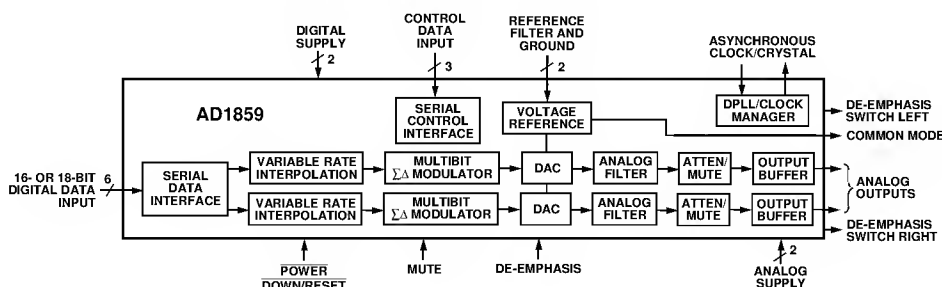 DIGITAL
SUPPLY
2
CONTROL
DATA
INPUT
3
REFERENCE
FILTER AND
GROUND
2
ASYNCHRONOUS
CLOCK/CRYSTAL
AD1859
SERIAL
CONTROL
INTERFACE
VOLTAGE
REFERENCE
DPLL/CLOCK
MANAGER
DE-EMPHASIS
SWITCH LEFT
COMMON MODE
16- OR 18-BIT
DIGITAL DATA
INPUT
6
SERIAL
DATA
INTERFACE
VARIABLE RATE
INTERPOLATION
MULTIBIT
ΣΔ MODULATOR
DAC
ANALOG
FILTER
ATTEN/
MUTE
OUTPUT
BUFFER
VARIABLE RATE
INTERPOLATION
MULTIBIT
ΣΔ MODULATOR
DAC
ANALOG
FILTER
ATTEN/
MUTE
OUTPUT
BUFFER
ANALOG
OUTPUTS
DE-EMPHASIS
SWITCH RIGHT
POWER
DOWN/RESET
MUTE
DE-EMPHASIS
2
ANALOG
SUPPLY